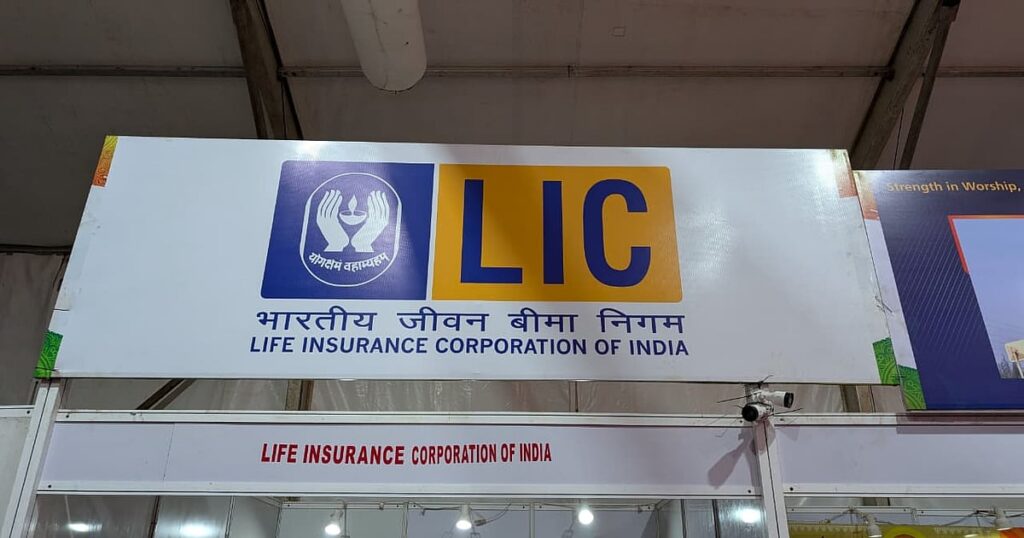 योगक्षेमं वहाम्यहम्
LIC
भारतीय जीवन बीमा निगम
LIFE INSURANCE CORPORATION OF INDIA
Strength in Worship,
LIFE INSURANCE CORPORATION OF INDIA